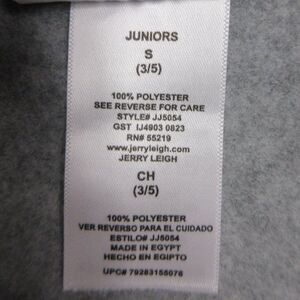 JUNIORS
S
(3/5)
100% POLYESTER
SEE REVERSE FOR CARE
STYLE# JJ5054
GST IJ4903 0823
RN# 55219
www.jerryleigh.com
JERRY LEIGH
CH
(3/5)
100% POLYESTER
VER REVERSO PARA EL CUIDADO
ESTILO# JJ5054
MADE IN EGYPT
HECHO EN EGIPTO
UPC# 79283155078